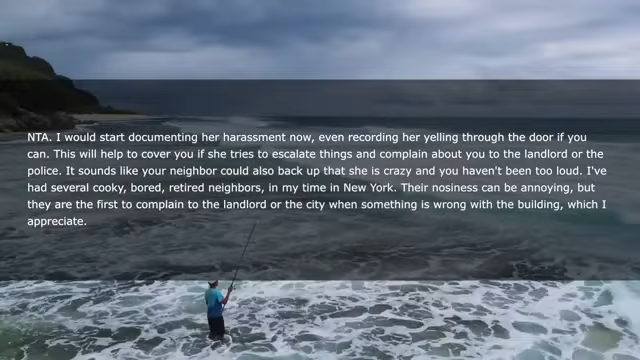 NTA. I would start documenting her harassment now, even recording her yelling through the door if you
can. This will help to cover you if she tries to escalate things and complain about you to the landlord or the
police. It sounds like your neighbor could also back up that she is crazy and you haven't been too loud. I've
had several cooky, bored, retired neighbors, in my time in New York. Their nosiness can be annoying, but
they are the first to complain to the landlord or the city when something is wrong with the building, which I
appreciate.